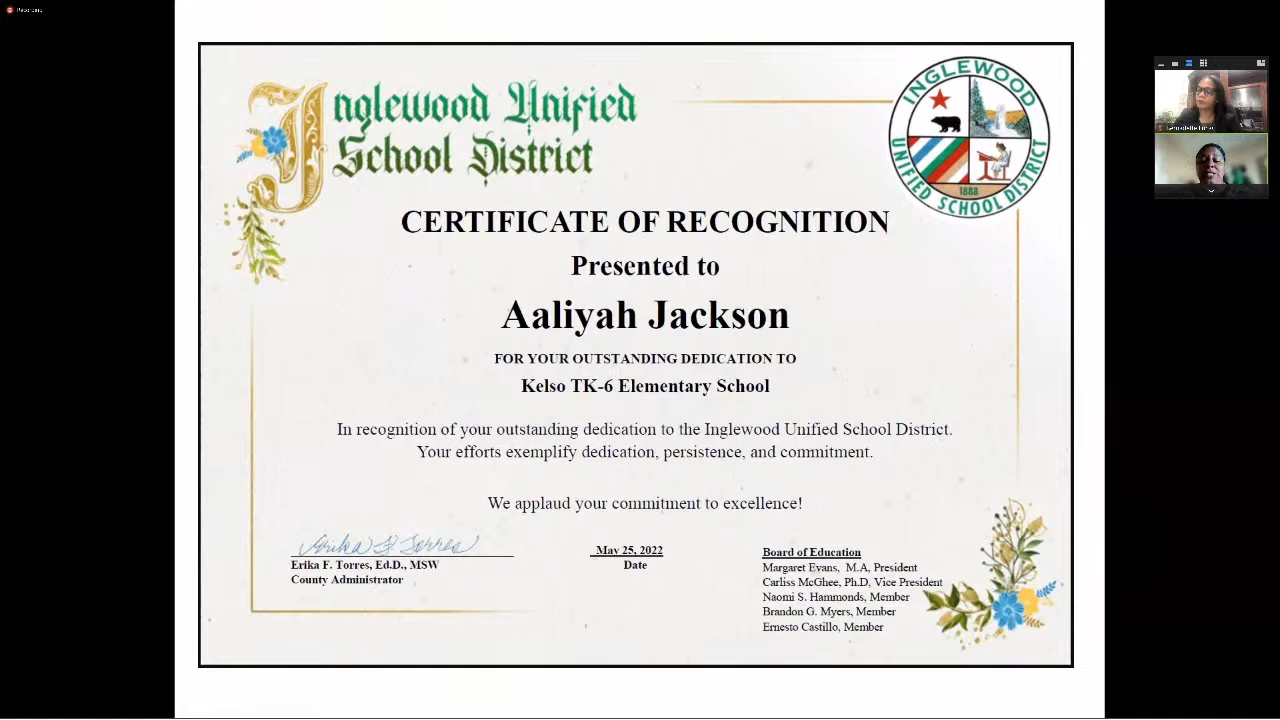 Recording
Inglewood Unified
School District
INGLEWOOD
UNIFIED SCHOOL DISTRICT
1888
CERTIFICATE OF RECOGNITION
Presented to
Aaliyah Jackson
FOR YOUR OUTSTANDING DEDICATION TO
Kelso TK-6 Elementary School
In recognition of your outstanding dedication to the Inglewood Unified School District.
Your efforts exemplify dedication, persistence, and commitment.
We applaud your commitment to excellence!
Erika F Torres
Erika F. Torres, Ed.D., MSW
County Administrator
May 25, 2022
Date
Board of Education
Margaret Evans, M.A, President
Carliss McGhee, Ph.D, Vice President
Naomi S. Hammonds, Member
Brandon G. Myers, Member
Ernesto Castillo, Member